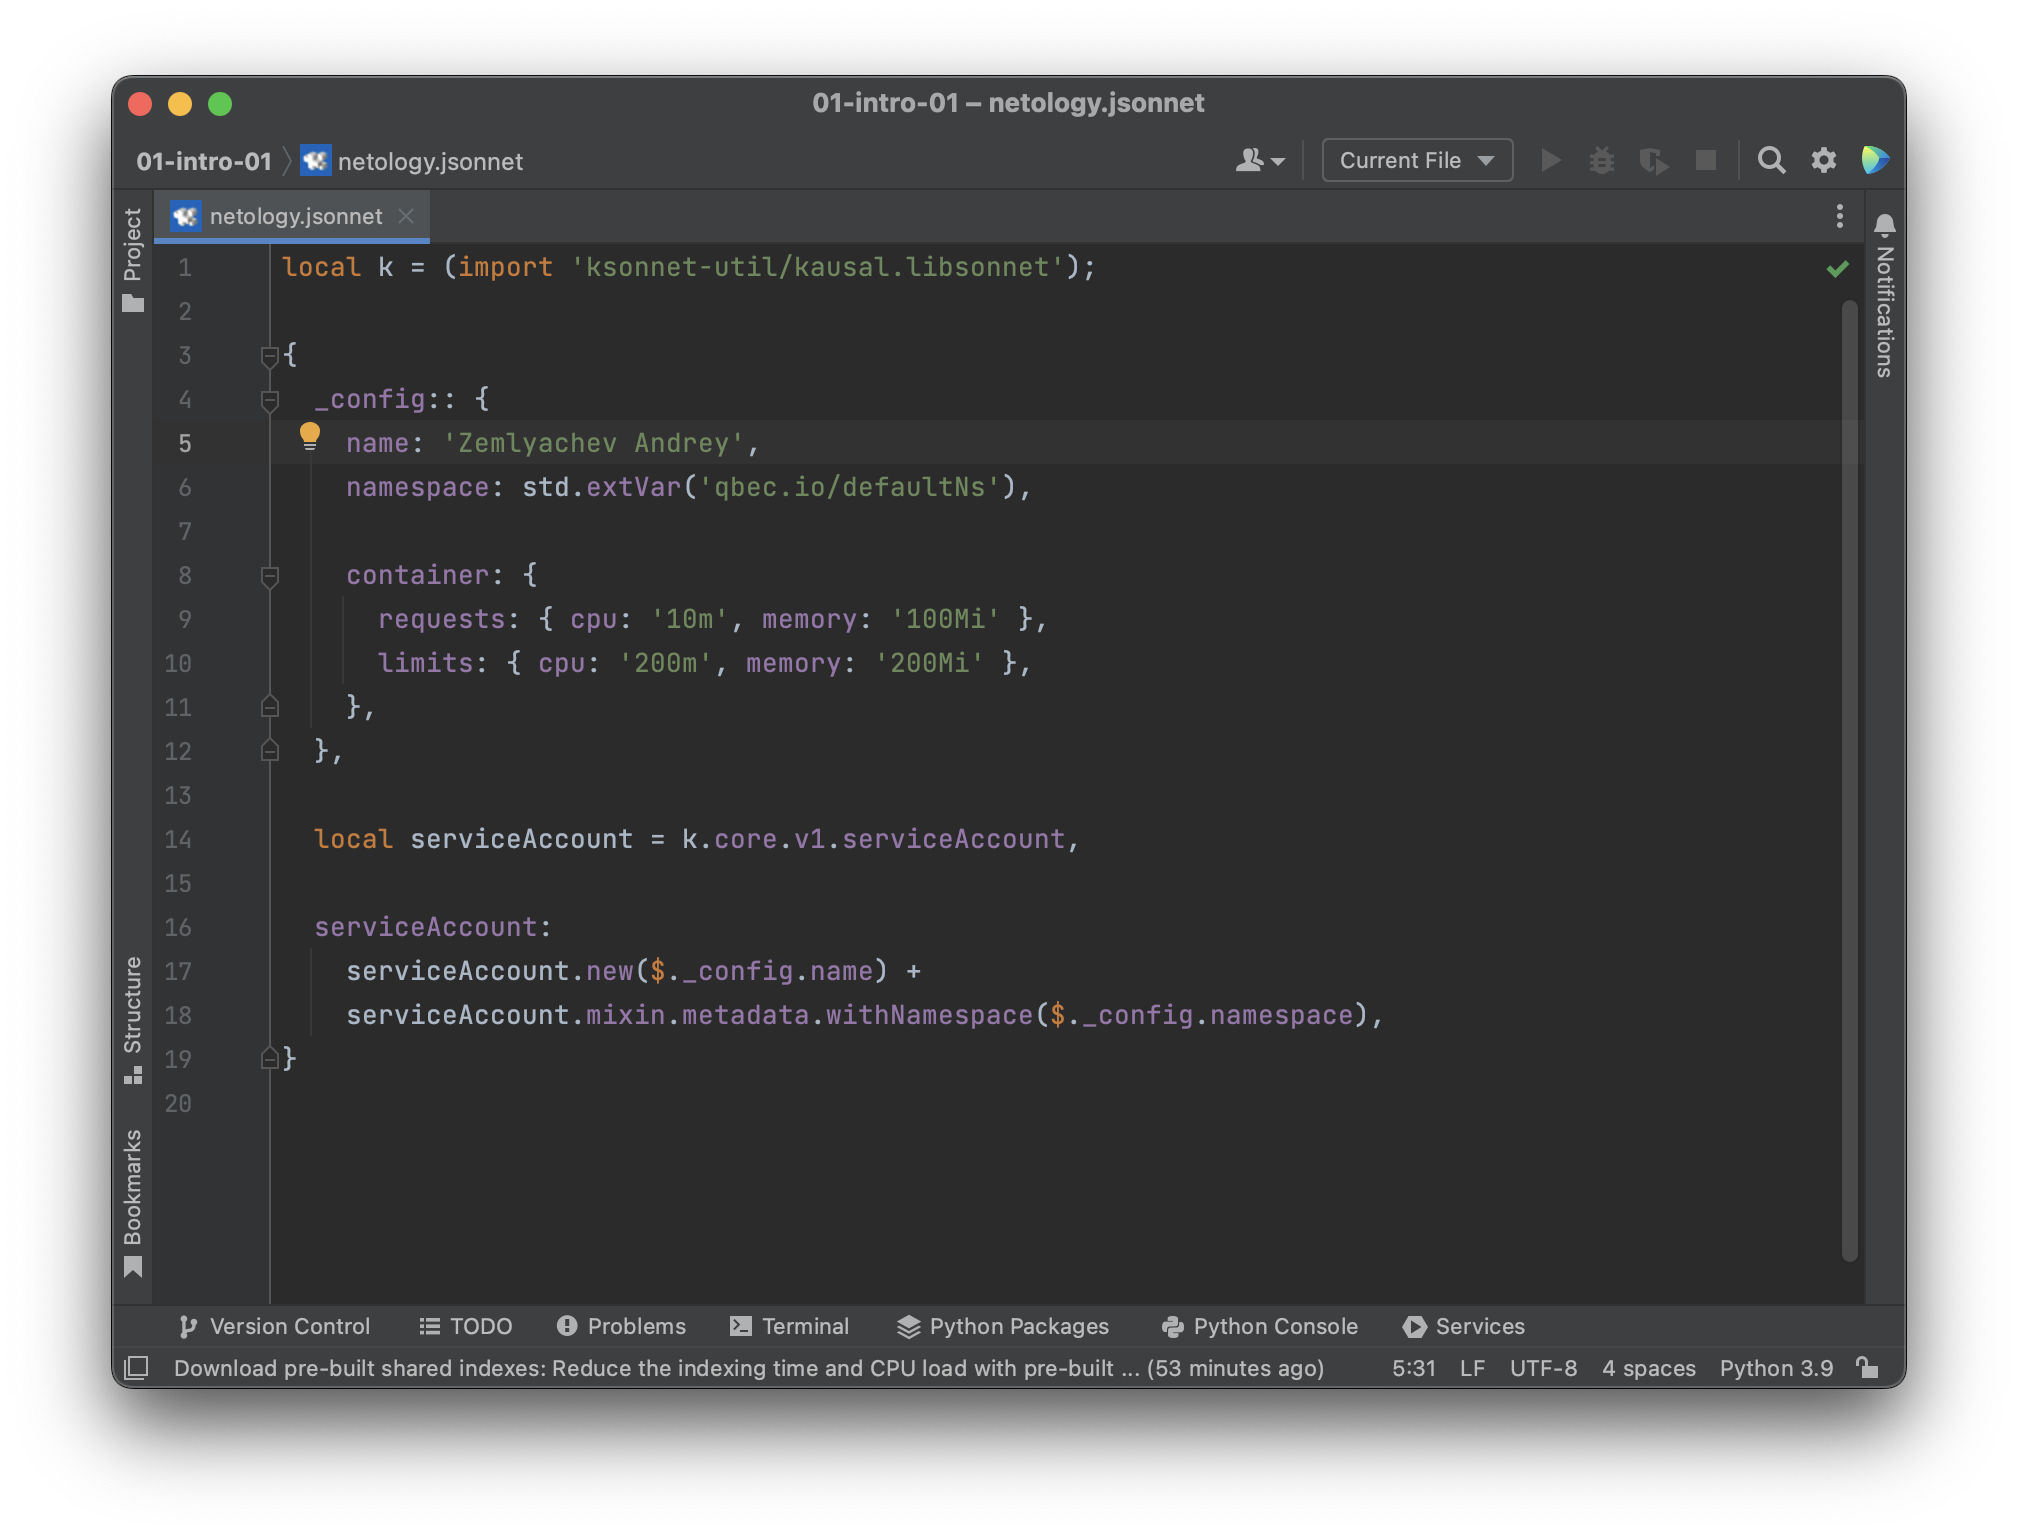 01-intro-01 – netology.jsonnet
01-intro-01 netology.jsonnet
Current File
netology.jsonnet
Project
Notifications
1 local k = (import 'ksonnet-util/kausal.libsonnet');
2
3 {
4   _config:: {
5     name: 'Zemlyachev Andrey',
6     namespace: std.extVar('qbec.io/defaultNs'),
7
8     container: {
9       requests: { cpu: '10m', memory: '100Mi' },
10       limits: { cpu: '200m', memory: '200Mi' },
11     },
12   },
13
14   local serviceAccount = k.core.v1.serviceAccount,
15
16   serviceAccount:
17     serviceAccount.new($._config.name) +
18     serviceAccount.mixin.metadata.withNamespace($._config.namespace),
19 }
20
Structure
Bookmarks
Version Control TODO Problems Terminal Python Packages Python Console Services
Download pre-built shared indexes: Reduce the indexing time and CPU load with pre-built ... (53 minutes ago) 5:31 LF UTF-8 4 spaces Python 3.9